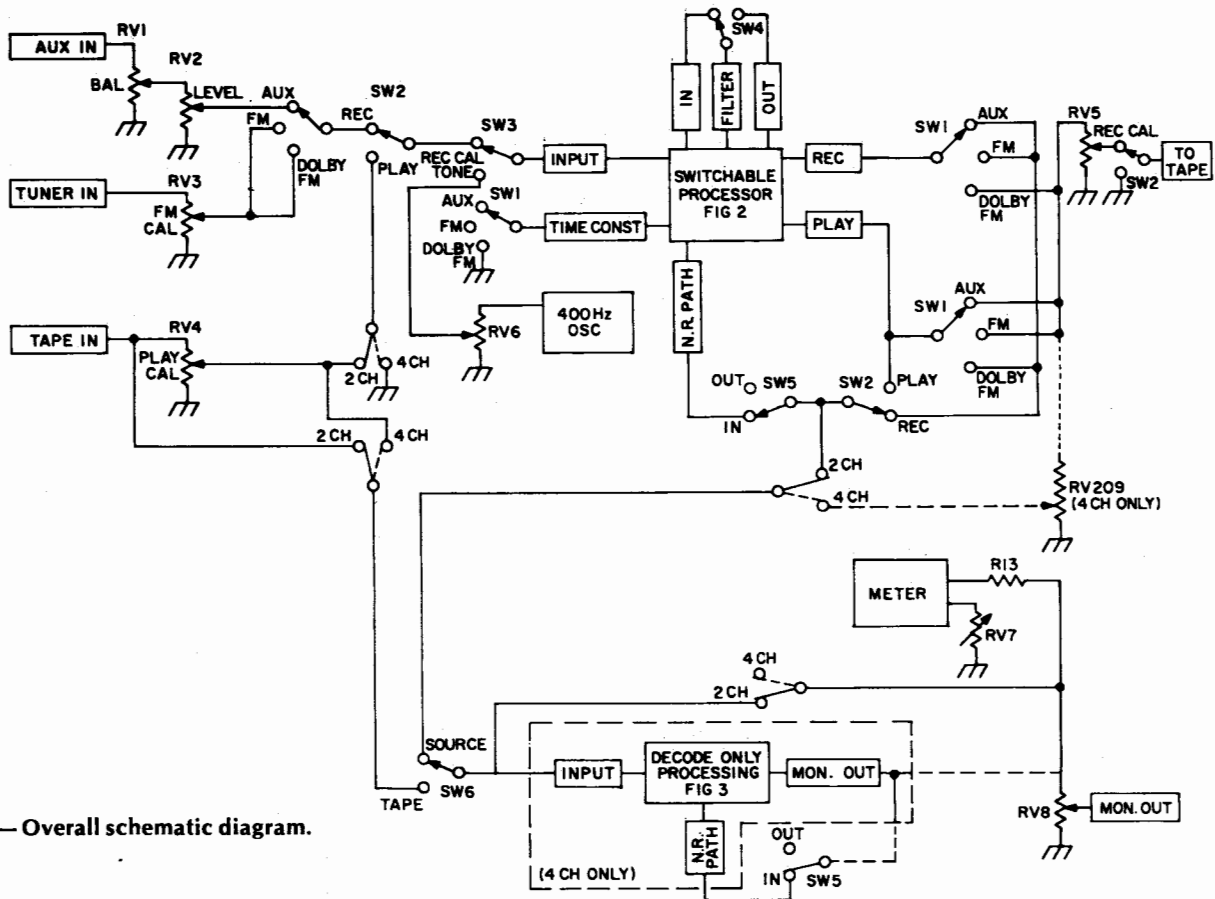 AUX IN
RV1
BAL
RV2
LEVEL
AUX
FM
DOLBY
FM
REC
SW2
PLAY
SW3
REC CAL
TONE
INPUT
IN
FILTER
OUT
SW4
SWITCHABLE
PROCESSOR
FIG 2
REC
SW1
AUX
FM
DOLBY
FM
RV5
REC CAL
TO
TAPE
SW2
TUNER IN
RV3
FM
CAL
AUX
SW1
FM
DOLBY
FM
TIME CONST
PLAY
N.R. PATH
SW1
AUX
FM
DOLBY
FM
RV6
400Hz
OSC
TAPE IN
RV4
PLAY
CAL
2 CH
4 CH
OUT
SW5
IN
SW2
PLAY
REC
2 CH
4 CH
2 CH
4 CH
RV209
(4 CH ONLY)
METER
R13
RV7
4 CH
2 CH
SOURCE
TAPE
SW6
INPUT
DECODE ONLY
PROCESSING
FIG 3
MON. OUT
N.R.
PATH
(4 CH ONLY)
OUT
IN
SW5
RV8
MON. OUT
— Overall schematic diagram.